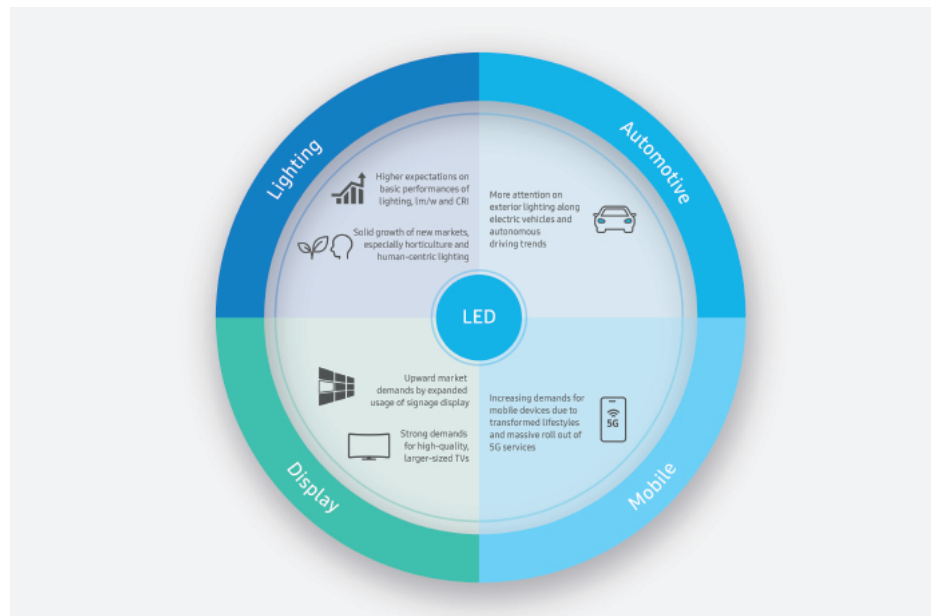 Lighting
Higher expectations on
basic performances of
lighting, lm/w and CRI
Solid growth of new markets,
especially horticulture and
human-centric lighting
Automotive
More attention on
exterior lighting along
electric vehicles and
autonomous
driving trends
LED
Display
Upward market
demands by expanded
usage of signage display
Strong demands
for high-quality,
larger-sized TVs
Mobile
Increasing demands for
mobile devices due to
transformed lifestyles
and massive roll out of
5G services
5G